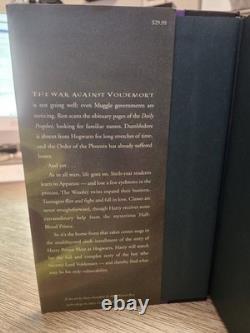 $29.99
THE WAR AGAINST VOLDEMORT
is not going well; even Muggle governments are
noticing. Ron scans the obituary pages of the Daily
Prophet, looking for familiar names. Dumbledore
is absent from Hogwarts for long stretches of time,
and the Order of the Phoenix has already suffered
losses.
And yet . . .
As in all wars, life goes on. Sixth-year students
learn to Apparate — and lose a few eyebrows in the
process. The Weasley twins expand their business.
Teenagers flirt and fight and fall in love. Classes are
never straightforward, though Harry receives some
extraordinary help from the mysterious Half-
Blood Prince.
So it's the home front that takes center stage in
the multilayered sixth installment of the story of
Harry Potter. Here at Hogwarts, Harry will search
for the full and complex story of the boy who
became Lord Voldemort — and thereby find what
may be his only vulnerability.
ebay